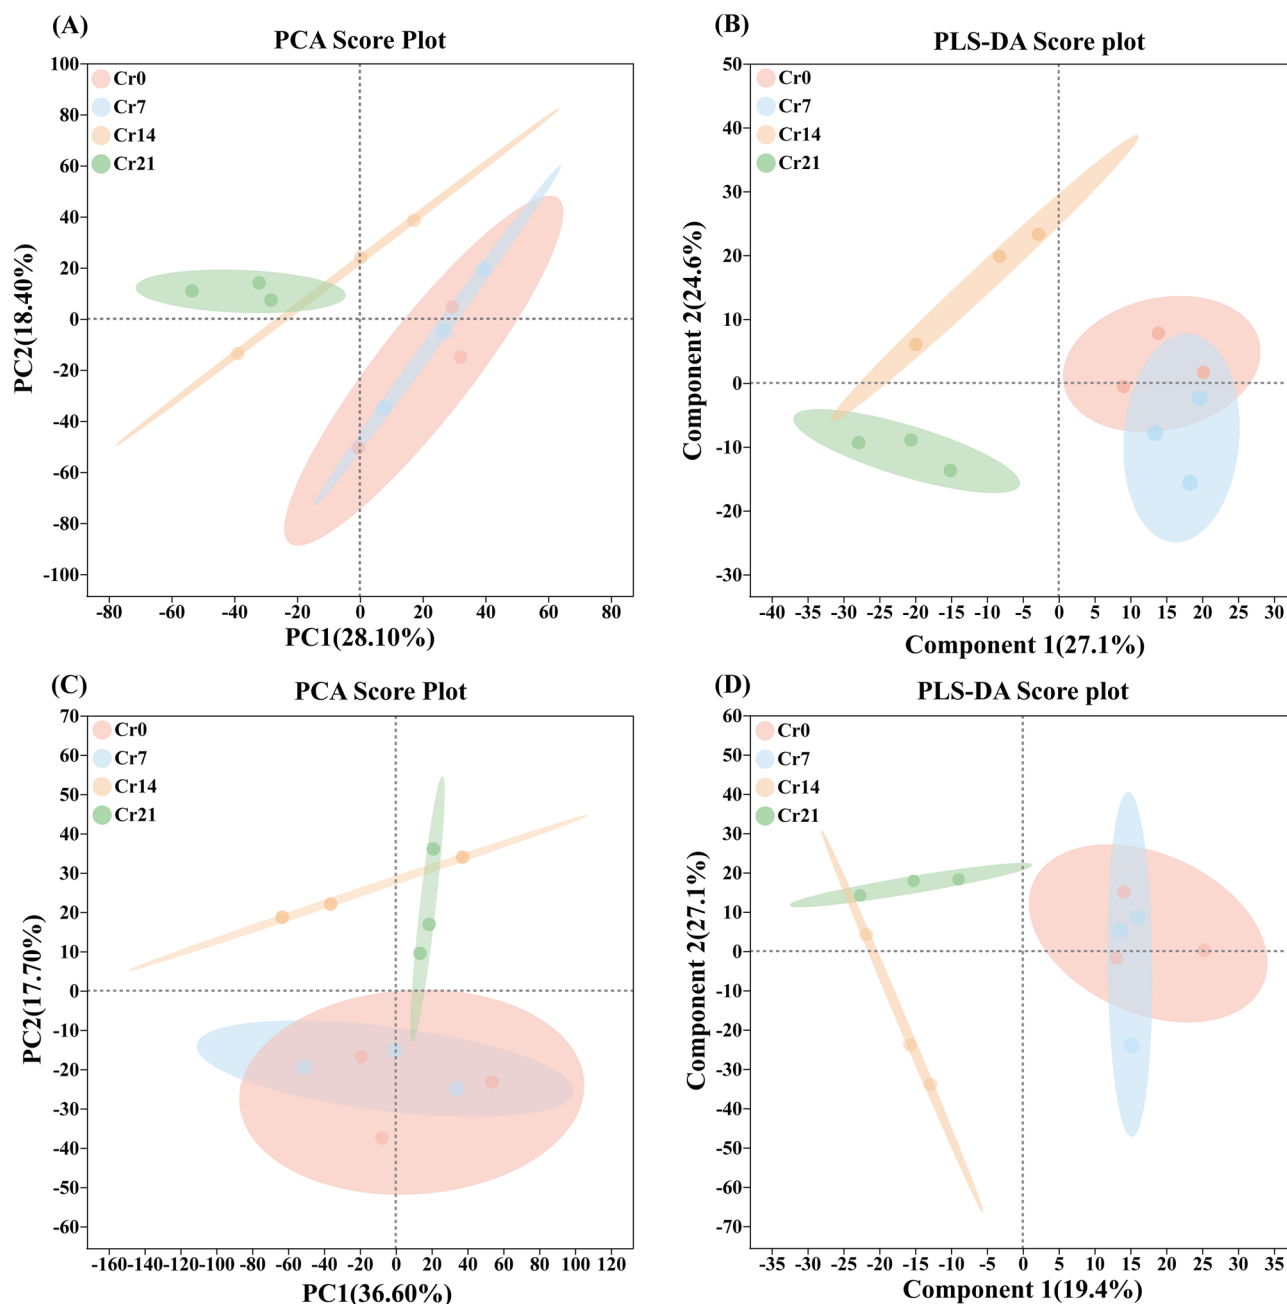 (A)
PCA Score Plot
Cr0
Cr7
Cr14
Cr21
100
80
60
40
20
0
-20
-40
-60
-80
-100
PC2(18.40%)
-80 -60 -40 -20 0 20 40 60 80
PC1(28.10%)
(B)
PLS-DA Score plot
Cr0
Cr7
Cr14
Cr21
50
40
30
20
10
0
-10
-20
-30
Component 2(24.6%)
-40 -35 -30 -25 -20 -15 -10 -5 0 5 10 15 20 25 30
Component 1(27.1%)
(C)
PCA Score Plot
Cr0
Cr7
Cr14
Cr21
70
60
50
40
30
20
10
0
-10
-20
-30
-40
-50
-60
PC2(17.70%)
-160 -140 -120 -100 -80 -60 -40 -20 0 20 40 60 80 100 120
PC1(36.60%)
(D)
PLS-DA Score plot
Cr0
Cr7
Cr14
Cr21
60
50
40
30
20
10
0
-10
-20
-30
-40
-50
-60
-70
Component 2(27.1%)
-35 -30 -25 -20 -15 -10 -5 0 5 10 15 20 25 30 35
Component 1(19.4%)